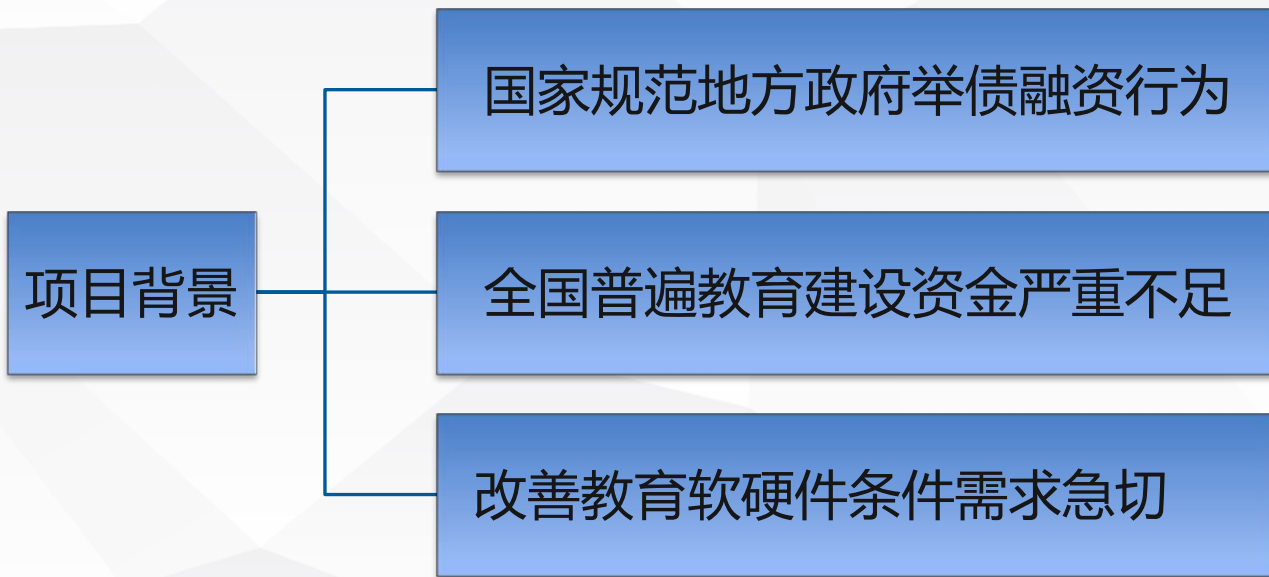 国家规范地方政府举债融资行为
项目背景
全国普遍教育建设资金严重不足
改善教育软硬件条件需求急切